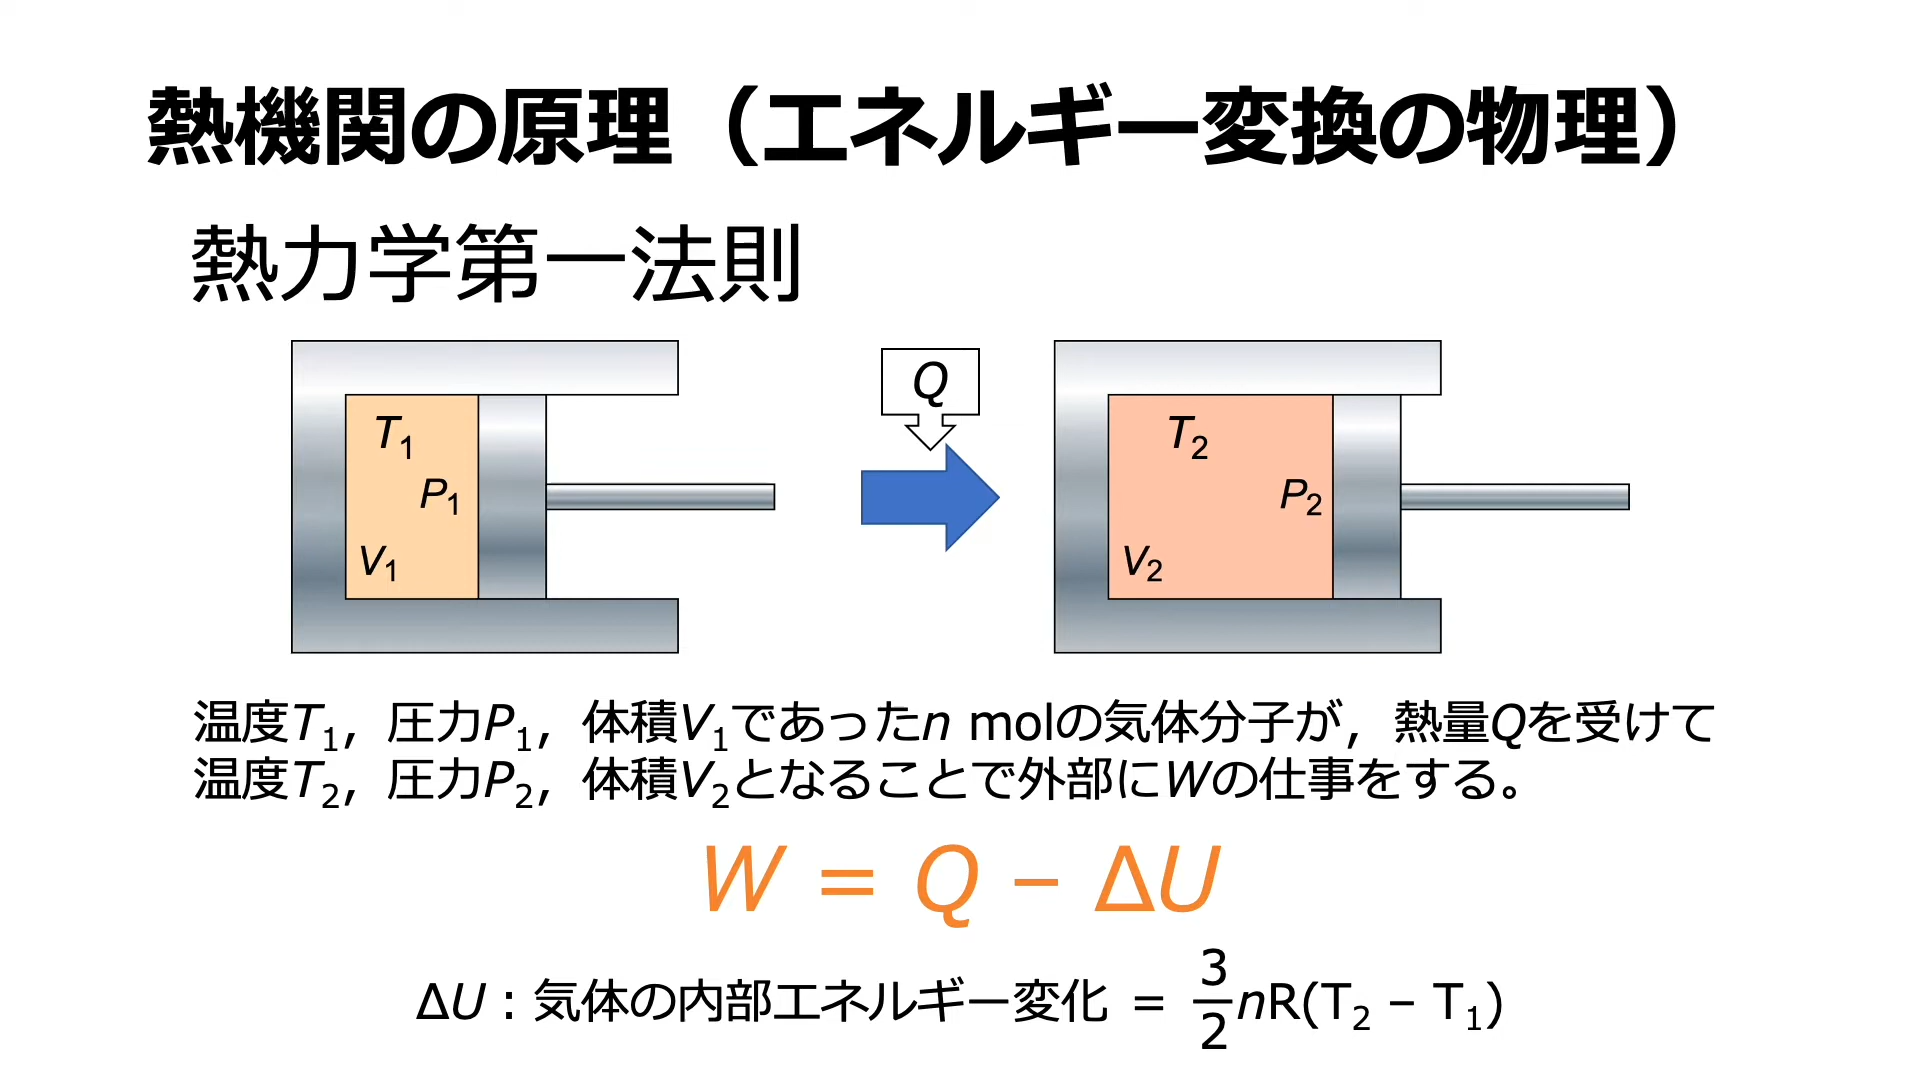 熱機関の原理（エネルギー変換の物理）
熱力学第一法則
T1
P1
V1
Q
T2
P2
V2
温度T1，圧力P1，体積V1であったn molの気体分子が，熱量Qを受けて
温度T2，圧力P2，体積V2となることで外部にWの仕事をする。
W = Q − ΔU
ΔU：気体の内部エネルギー変化 = 3/2 nR(T2 − T1)